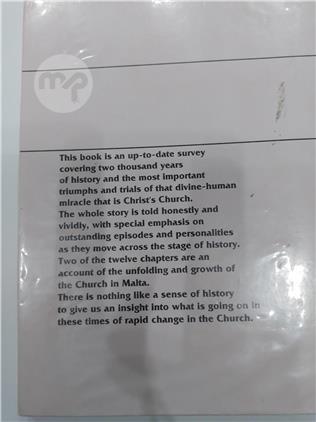 mp
This book is an up-to-date survey
covering two thousand years
of history and the most important
triumphs and trials of that divine-human
miracle that is Christ's Church.
The whole story is told honestly and
vividly, with special emphasis on
outstanding episodes and personalities
as they move across the stage of history.
Two of the twelve chapters are an
account of the unfolding and growth of
the Church in Malta.
There is nothing like a sense of history
to give us an insight into what is going on in
these times of rapid change in the Church.